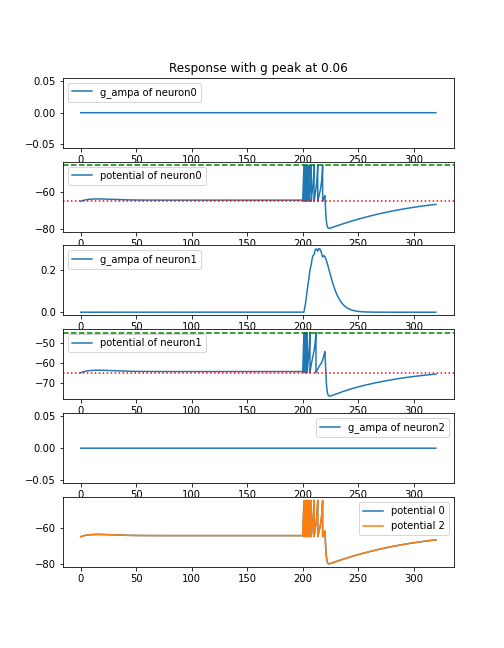 Response with g peak at 0.06
0.05
g_ampa of neuron0
0.00
−0.05
0 50 100 150 200 250 300
potential of neuron0
−60
−80
0 50 100 150 200 250 300
g_ampa of neuron1
0.2
0.0
0 50 100 150 200 250 300
potential of neuron1
−50
−60
−70
0 50 100 150 200 250 300
0.05
g_ampa of neuron2
0.00
−0.05
0 50 100 150 200 250 300
potential 0
potential 2
−60
−80
0 50 100 150 200 250 300